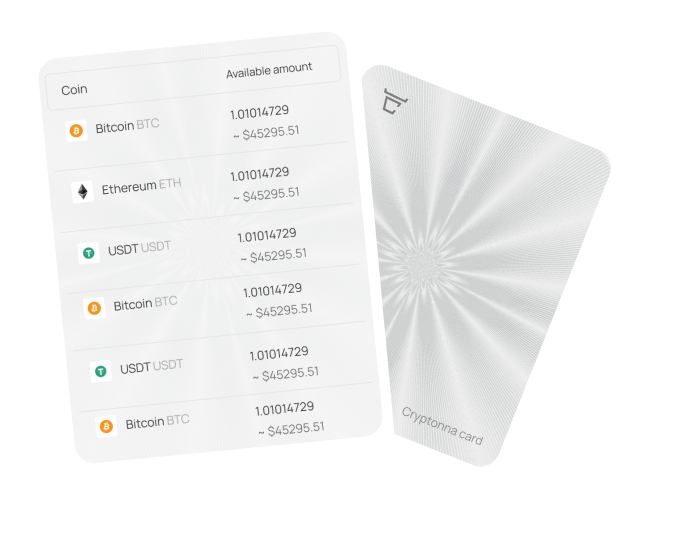 Coin Available amount
Bitcoin BTC 1.01014729
~ $45295.51
Ethereum ETH 1.01014729
~ $45295.51
USDT USDT 1.01014729
~ $45295.51
Bitcoin BTC 1.01014729
~ $45295.51
USDT USDT 1.01014729
~ $45295.51
Bitcoin BTC 1.01014729
~ $45295.51
Cryptonna card